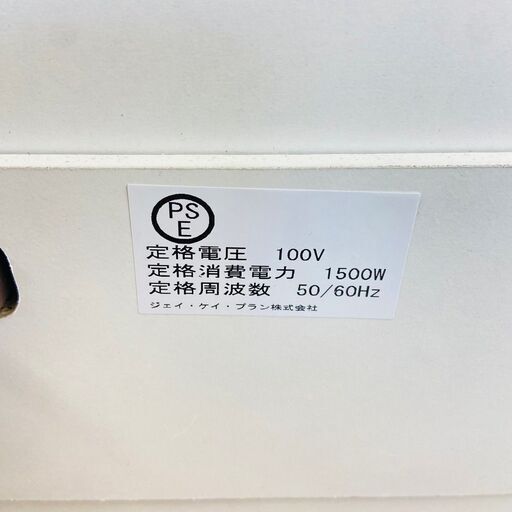 PS
E
定格電圧 100V
定格消費電力 1500W
定格周波数 50/60Hz
ジェイ・ケイ・プラン株式会社